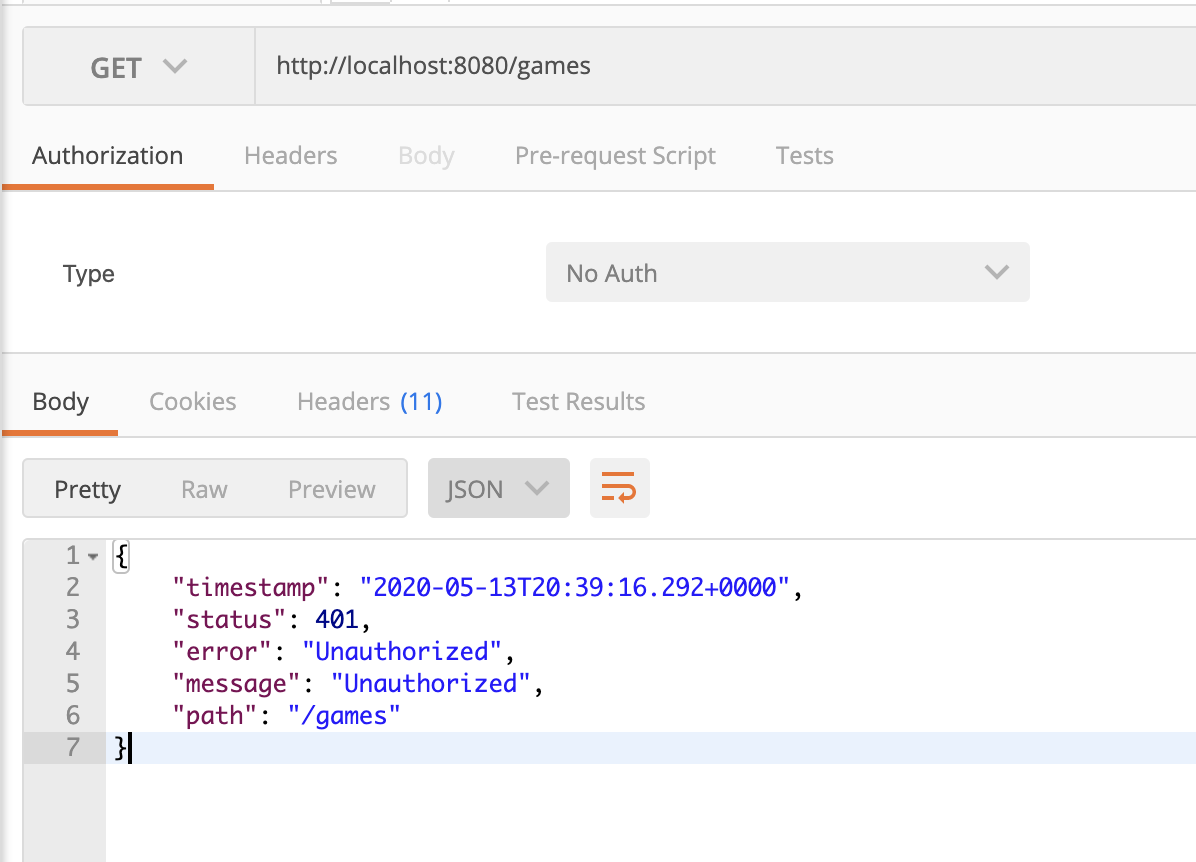 GET http://localhost:8080/games
Authorization Headers Body Pre-request Script Tests
Type No Auth
Body Cookies Headers (11) Test Results
Pretty Raw Preview JSON
1 {
2 "timestamp": "2020-05-13T20:39:16.292+0000",
3 "status": 401,
4 "error": "Unauthorized",
5 "message": "Unauthorized",
6 "path": "/games"
7 }